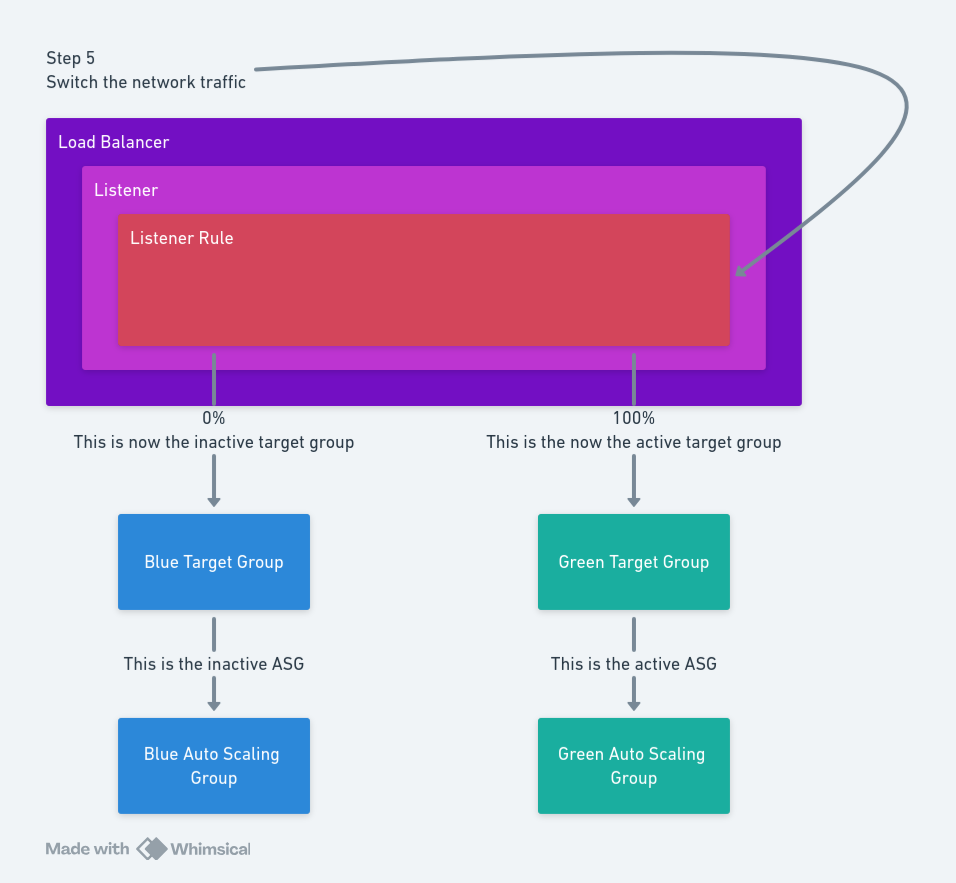 Step 5
Switch the network traffic
Load Balancer
Listener
Listener Rule
0%
This is now the inactive target group
100%
This is the now the active target group
Blue Target Group
Green Target Group
This is the inactive ASG
This is the active ASG
Blue Auto Scaling
Group
Green Auto Scaling
Group
Made with Whimsical